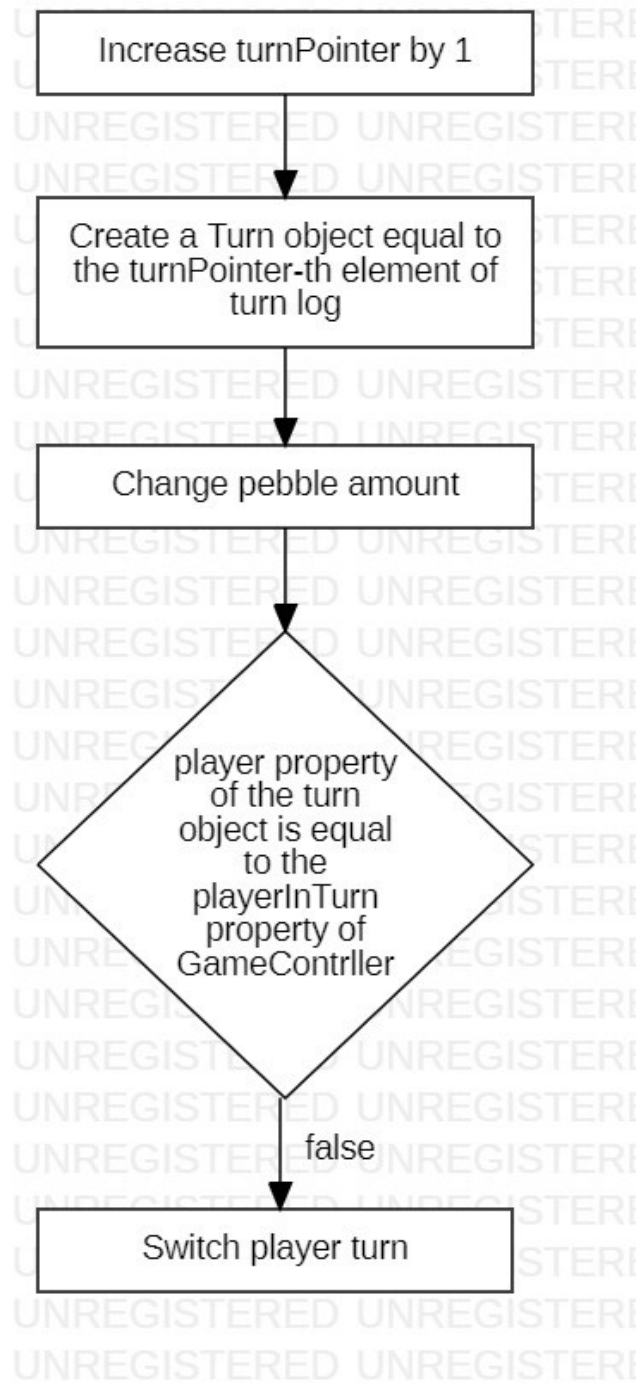 Increase turnPointer by 1
Create a Turn object equal to
the turnPointer-th element of
turn log
Change pebble amount
player property
of the turn
object is equal
to the
playerInTurn
property of
GameContrller
false
Switch player turn